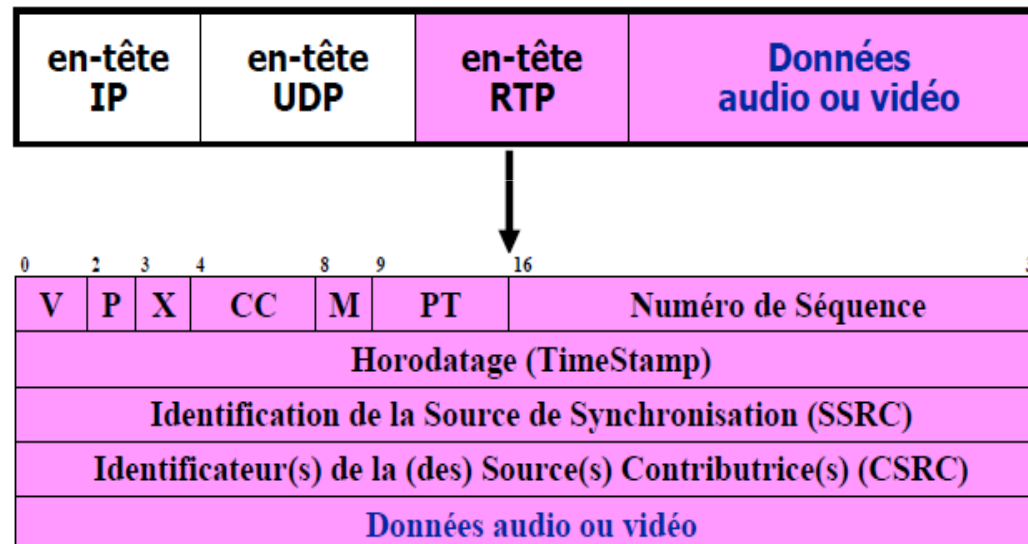 en-tête IP
en-tête UDP
en-tête RTP
Données audio ou vidéo
0 2 3 4 8 9 16
V P X CC M PT Numéro de Séquence
Horodatage (TimeStamp)
Identification de la Source de Synchronisation (SSRC)
Identificateur(s) de la (des) Source(s) Contributrice(s) (CSRC)
Données audio ou vidéo